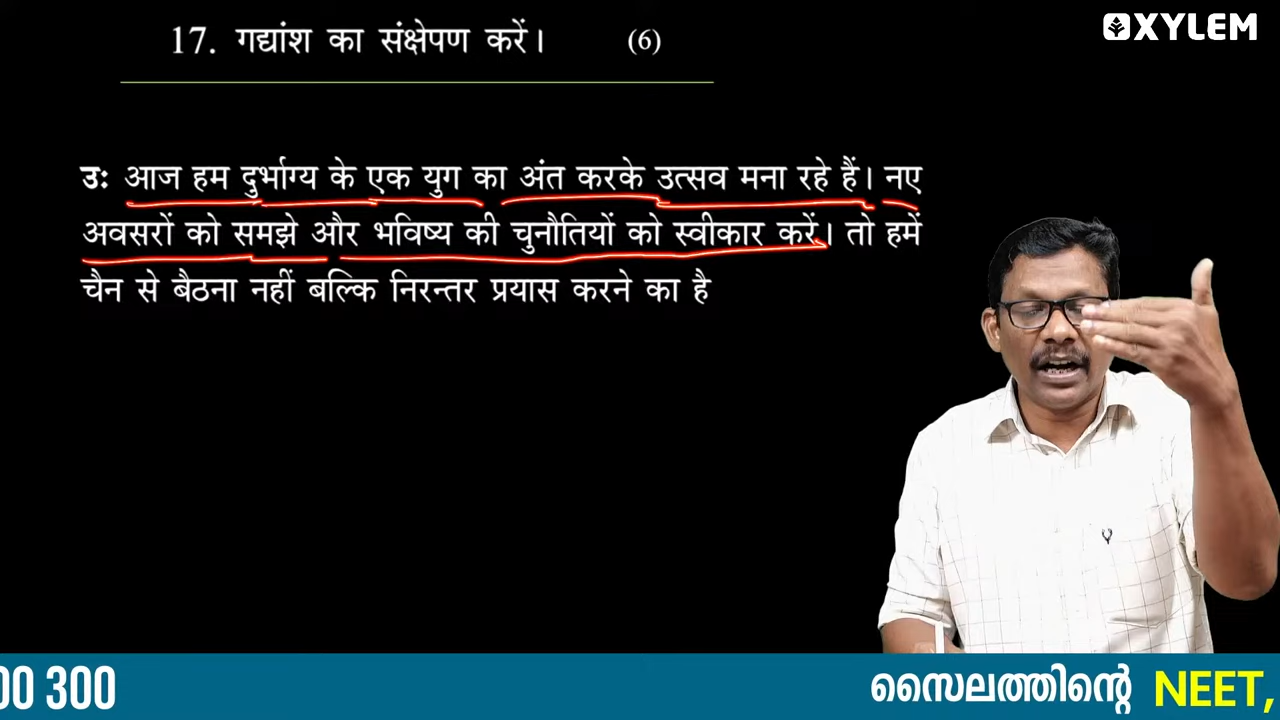 XYLEM
17. गद्यांश का संक्षेपण करें। (6)
उः आज हम दुर्भाग्य के एक युग का अंत करके उत्सव मना रहे हैं। नए
अवसरों को समझे और भविष्य की चुनौतियों को स्वीकार करें। तो हमें
चैन से बैठना नहीं बल्कि निरन्तर प्रयास करने का है
00 300 സൈലത്തിന്റെ NEET,